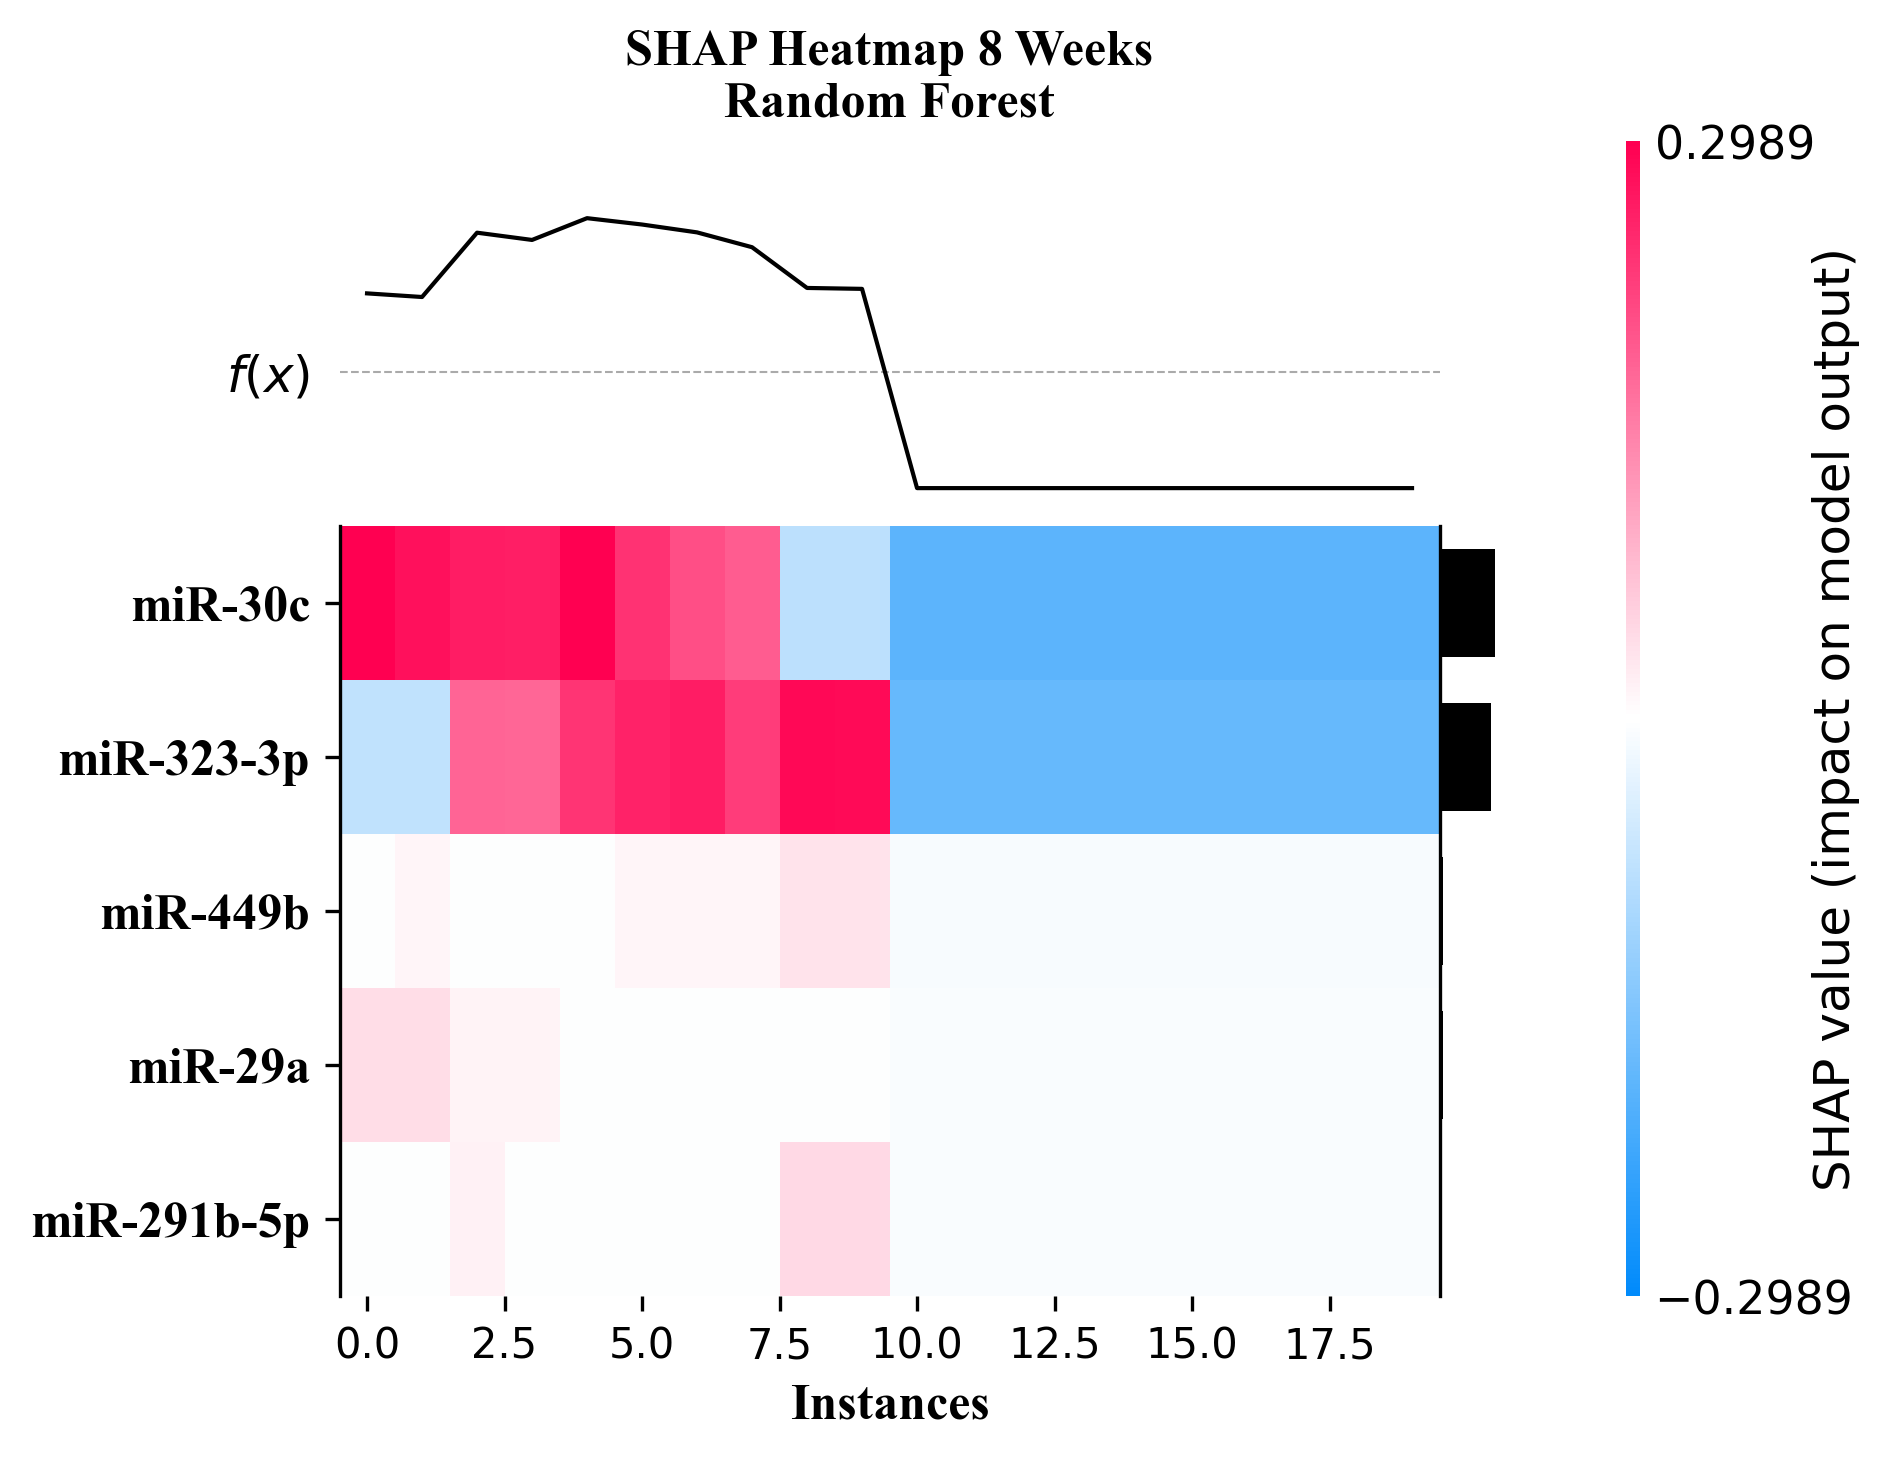 SHAP Heatmap 8 Weeks
Random Forest
0.2989
f(x)
miR-30c
miR-323-3p
miR-449b
miR-29a
miR-291b-5p
SHAP value (impact on model output)
−0.2989
0.0 2.5 5.0 7.5 10.0 12.5 15.0 17.5
Instances